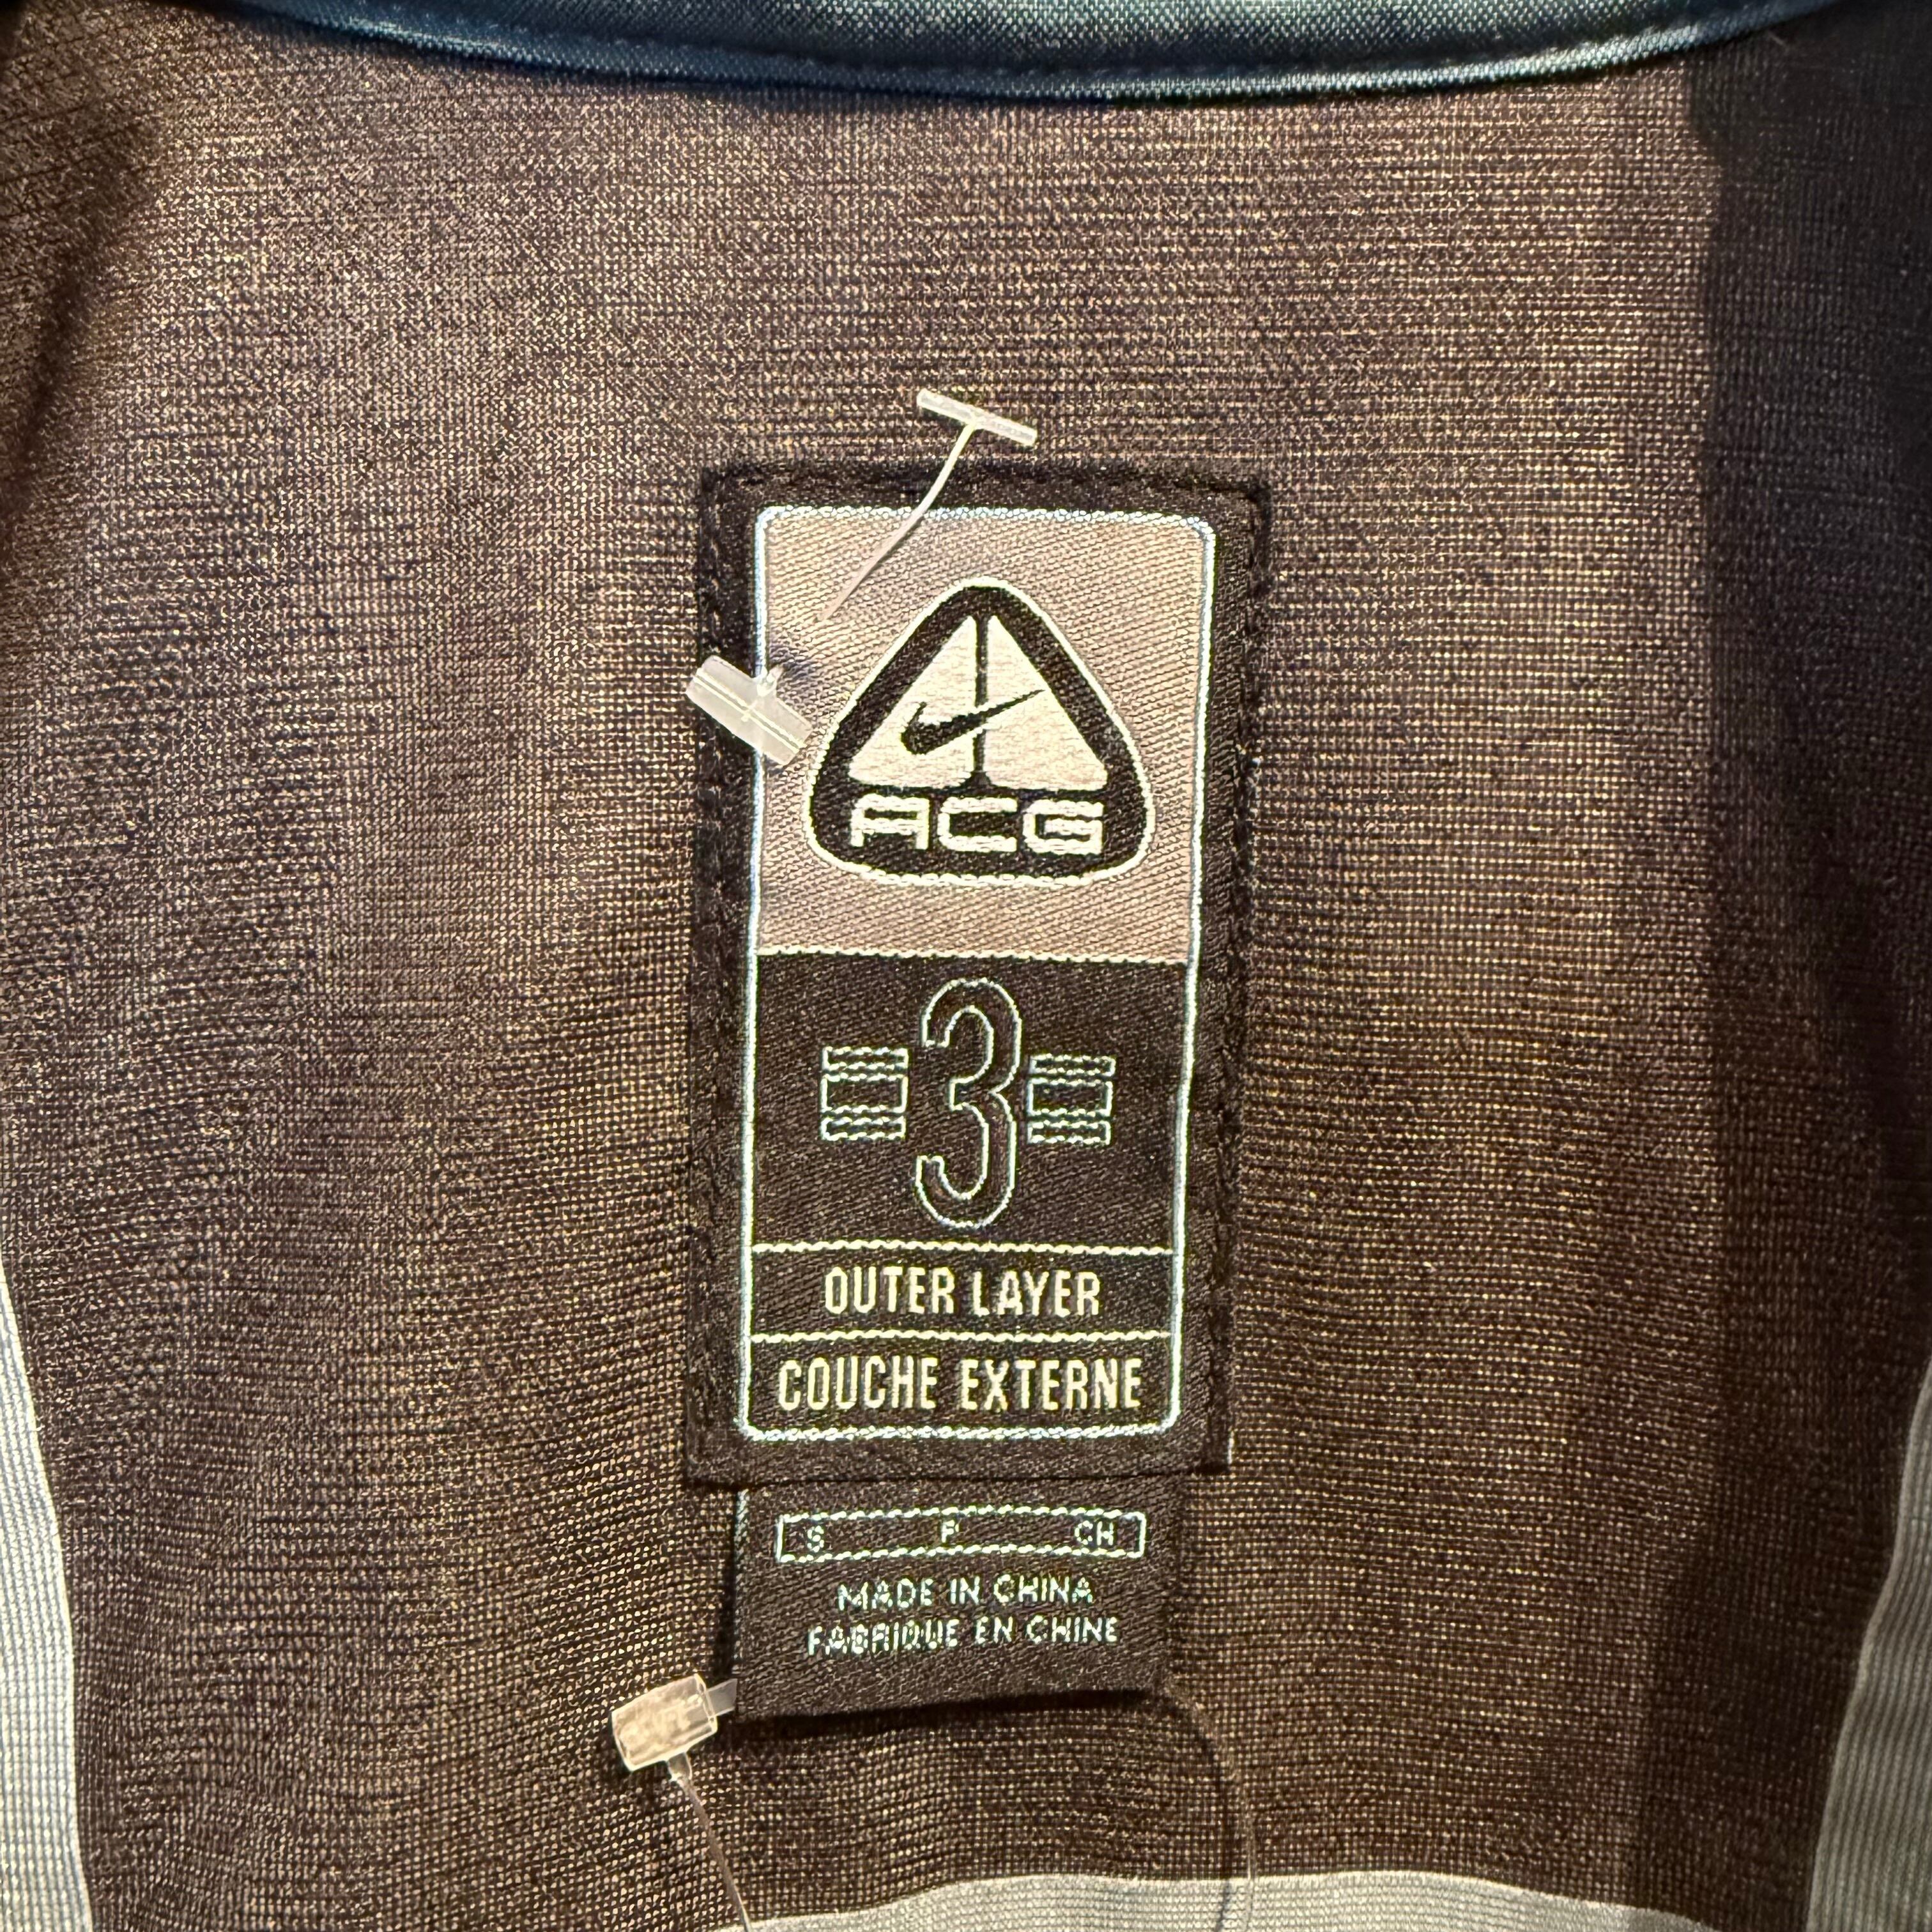 ACG
3
OUTER LAYER
COUCHE EXTERNE
S P CH
MADE IN CHINA
FABRIQUE EN CHINE